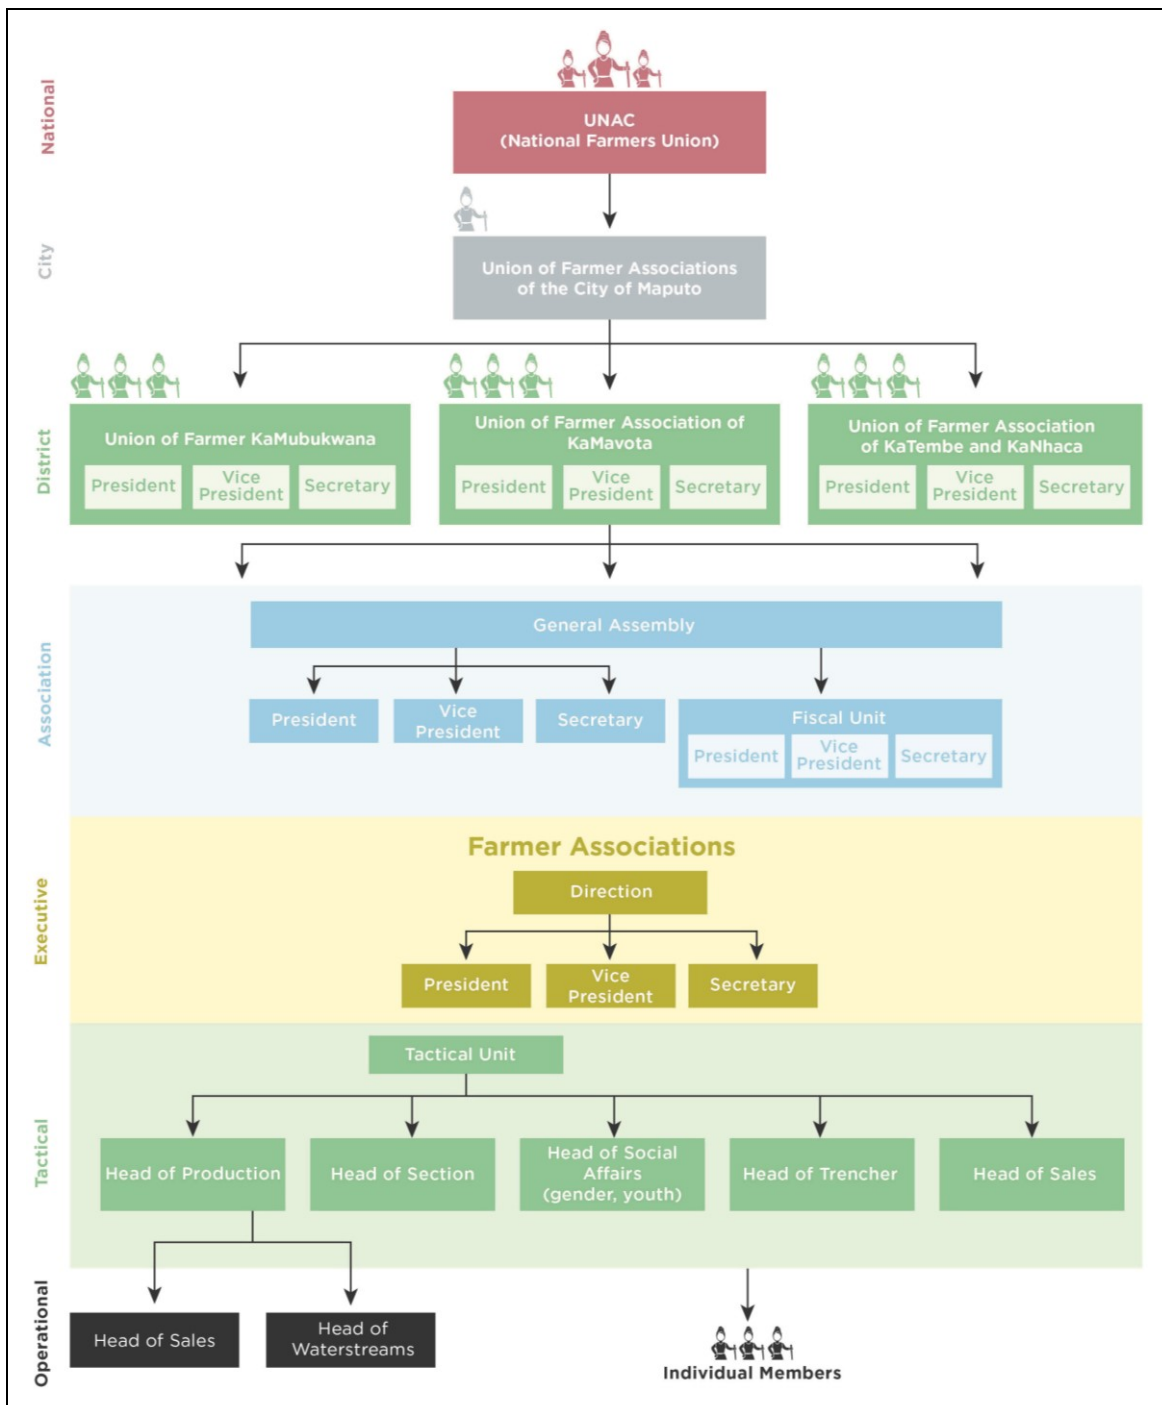 National
UNAC
(National Farmers Union)
City
Union of Farmer Associations
of the City of Maputo
District
Union of Farmer KaMubukwana
President
Vice
President
Secretary
Union of Farmer Association of
KaMavota
President
Vice
President
Secretary
Union of Farmer Association
of KaTembe and KaNhaca
President
Vice
President
Secretary
Association
General Assembly
President
Vice
President
Secretary
Fiscal Unit
President
Vice
President
Secretary
Executive
Farmer Associations
Direction
President
Vice
President
Secretary
Tactical
Tactical Unit
Head of Production
Head of Section
Head of Social
Affairs
(gender, youth)
Head of Trencher
Head of Sales
Operational
Head of Sales
Head of
Waterstreams
Individual Members